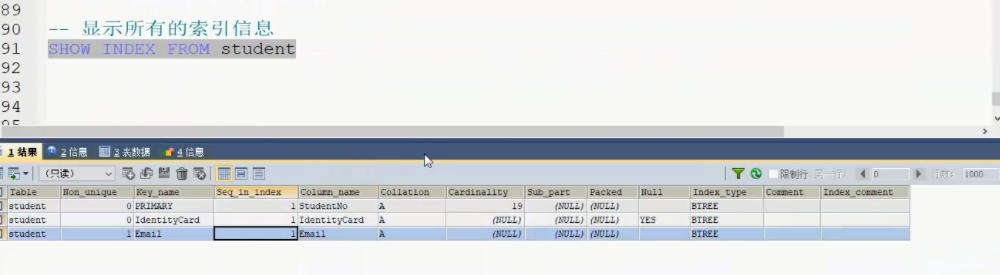 89
90 -- 显示所有的索引信息
91 SHOW INDEX FROM student
92
93
94
95
1 结果 2 信息 3 表数据 4 信息
(只读) 限制行 第一行: 0 行数: 1000
Table Non_unique Key_name Seq_in_index Column_name Collation Cardinality Sub_part Packed Null Index_type Comment Index_comment
student 0 PRIMARY 1 StudentNo A 19 (NULL) (NULL) BTREE
student 0 IdentityCard 1 IdentityCard A (NULL) (NULL) (NULL) YES BTREE
student 1 Email 1 Email A (NULL) (NULL) (NULL) BTREE